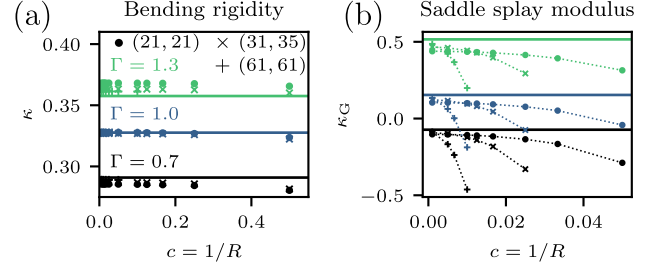 (a) Bending rigidity
κ
0.40
0.35
0.30
(21, 21) × (31, 35)
Γ = 1.3 + (61, 61)
Γ = 1.0
Γ = 0.7
0.0 0.2 0.4
c = 1/R
(b) Saddle splay modulus
κG
0.5
0.0
−0.5
0.00 0.02 0.04
c = 1/R